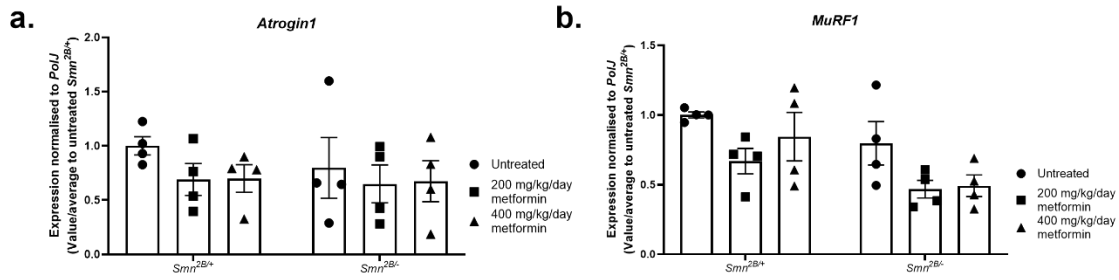 a.
Atrogin1
Expression normalised to PolJ
(Value/average to untreated Smn2B/+)
2.0
1.5
1.0
0.5
0.0
Smn2B/+
Smn2B/-
Untreated
200 mg/kg/day
metformin
400 mg/kg/day
metformin
b.
MuRF1
Expression normalised to PolJ
(Value/average to untreated Smn2B/+)
1.5
1.0
0.5
0.0
Smn2B/+
Smn2B/-
Untreated
200 mg/kg/day
metformin
400 mg/kg/day
metformin